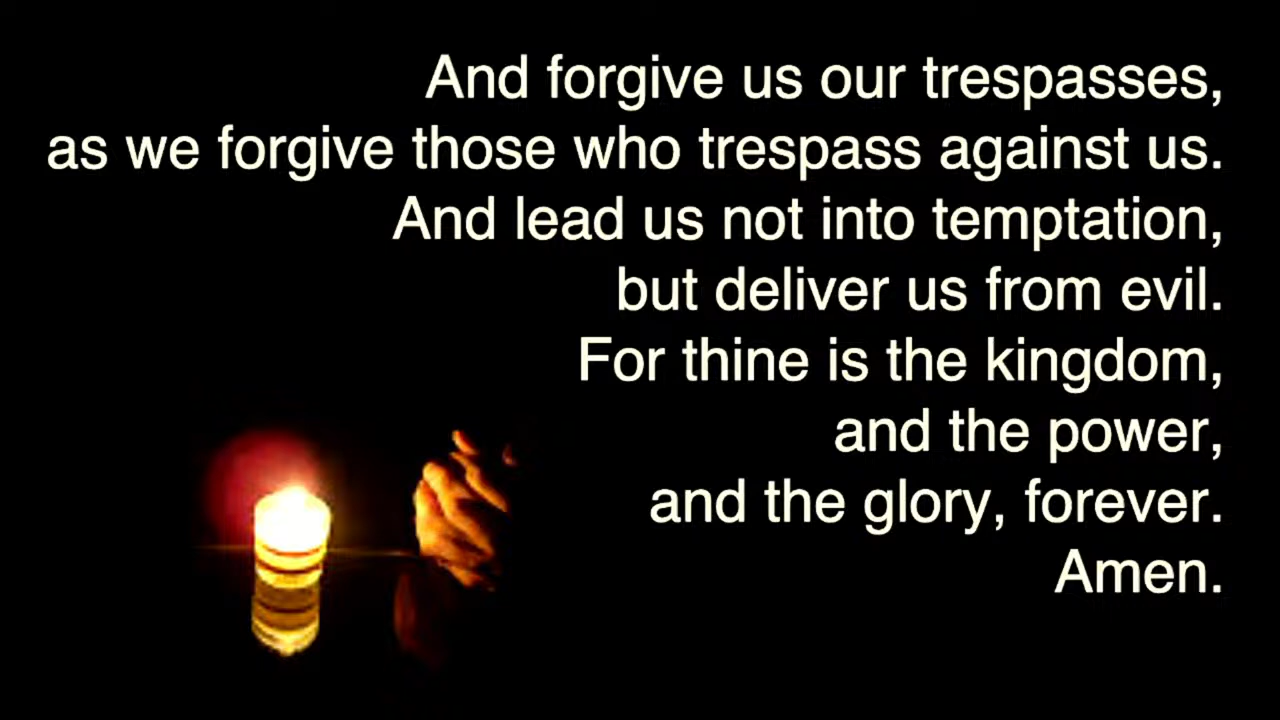 And forgive us our trespasses,
as we forgive those who trespass against us.
And lead us not into temptation,
but deliver us from evil.
For thine is the kingdom,
and the power,
and the glory, forever.
Amen.